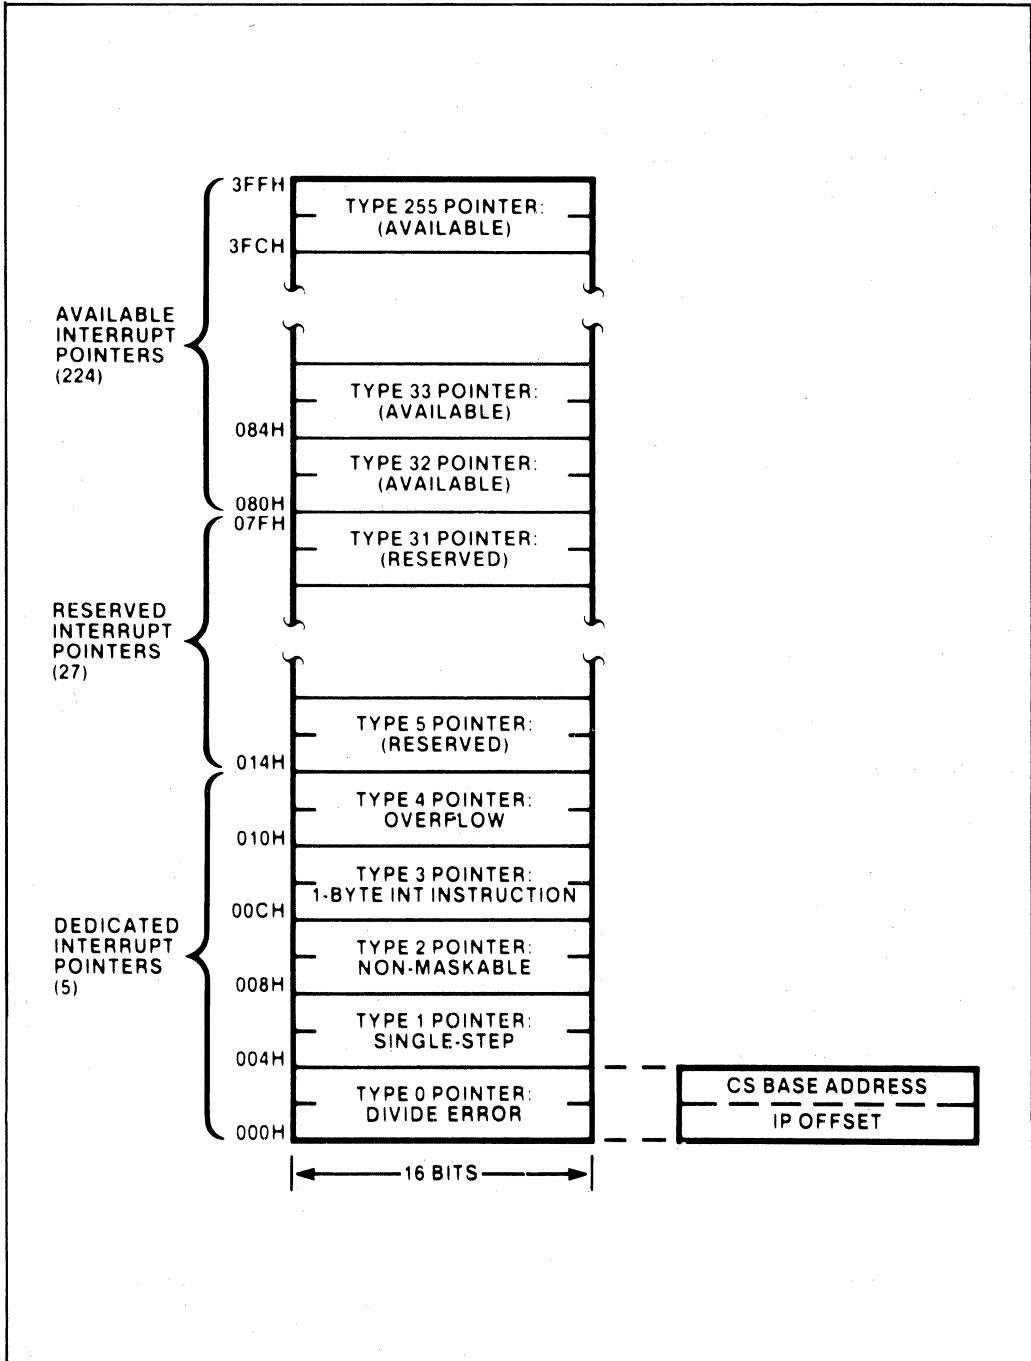 3FFH
TYPE 255 POINTER:
(AVAILABLE)
3FCH
AVAILABLE
INTERRUPT
POINTERS
(224)
TYPE 33 POINTER:
(AVAILABLE)
084H
TYPE 32 POINTER:
(AVAILABLE)
080H
07FH
TYPE 31 POINTER:
(RESERVED)
RESERVED
INTERRUPT
POINTERS
(27)
TYPE 5 POINTER:
(RESERVED)
014H
TYPE 4 POINTER:
OVERFLOW
010H
TYPE 3 POINTER:
1-BYTE INT INSTRUCTION
00CH
DEDICATED
INTERRUPT
POINTERS
(5)
TYPE 2 POINTER:
NON-MASKABLE
008H
TYPE 1 POINTER:
SINGLE-STEP
004H
TYPE 0 POINTER:
DIVIDE ERROR
000H
CS BASE ADDRESS
IP OFFSET
16 BITS